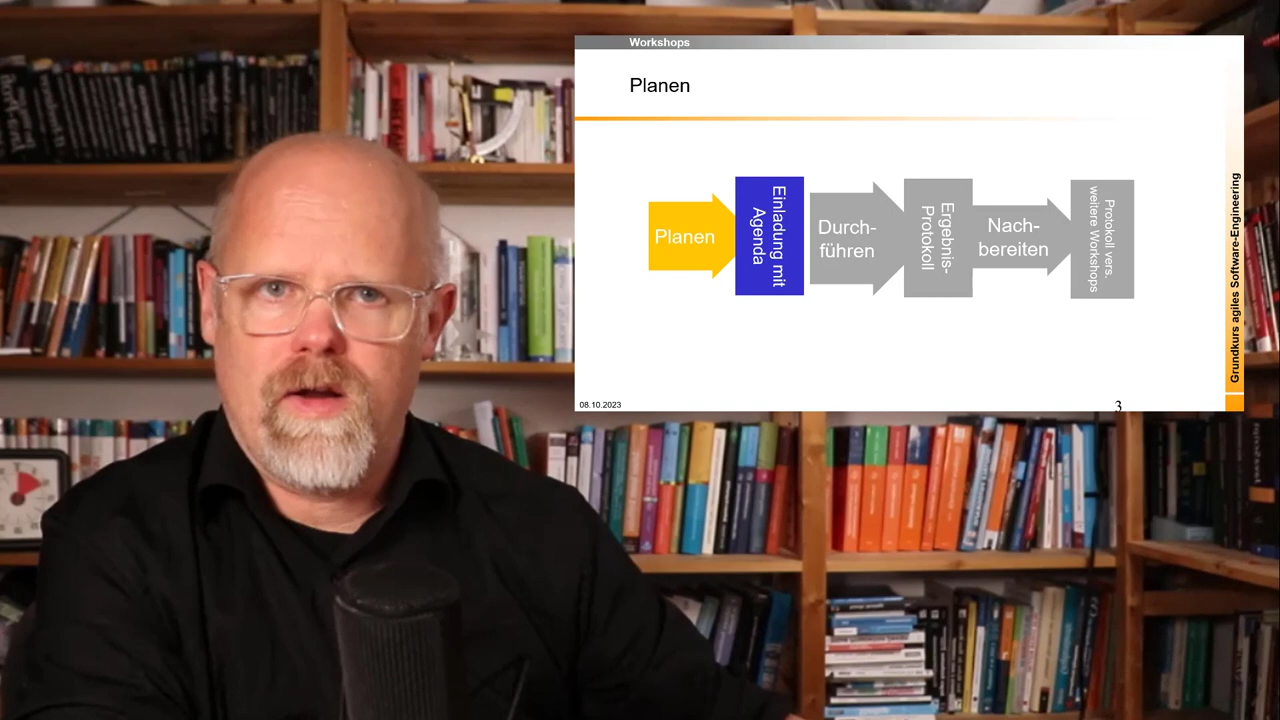 Workshops
Planen
Planen
Einladung mit
Agenda
Durch-
führen
Ergebnis-
Protokoll
Nach-
bereiten
Protokoll vers.
weitere Workshops
Grundkurs agiles Software-Engineering
08.10.2023
3